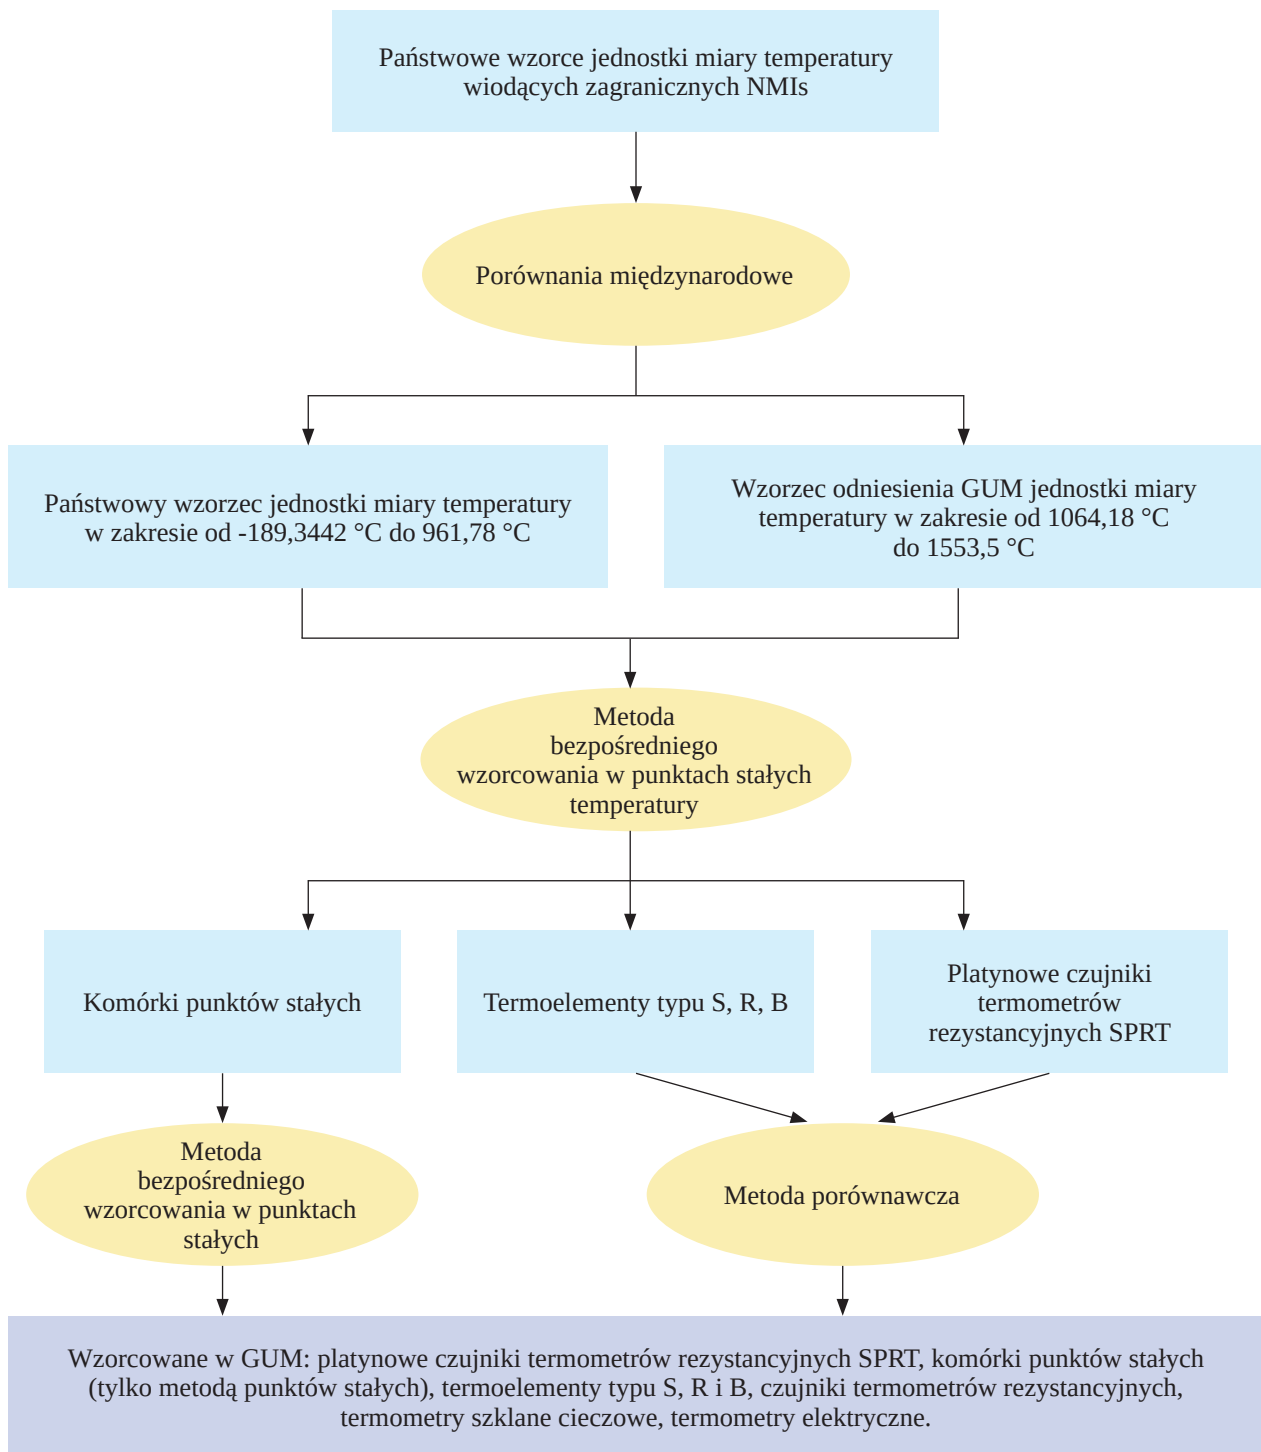 Państwowe wzorce jednostki miary temperatury
wiodących zagranicznych NMIs
Porównania międzynarodowe
Państwowy wzorzec jednostki miary temperatury
w zakresie od -189,3442 °C do 961,78 °C
Wzorzec odniesienia GUM jednostki miary
temperatury w zakresie od 1064,18 °C
do 1553,5 °C
Metoda
bezpośredniego
wzorcowania w punktach stałych
temperatury
Komórki punktów stałych
Termoelementy typu S, R, B
Platynowe czujniki
termometrów
rezystancyjnych SPRT
Metoda
bezpośredniego
wzorcowania w punktach
stałych
Metoda porównawcza
Wzorcowane w GUM: platynowe czujniki termometrów rezystancyjnych SPRT, komórki punktów stałych
(tylko metodą punktów stałych), termoelementy typu S, R i B, czujniki termometrów rezystancyjnych,
termometry szklane cieczowe, termometry elektryczne.